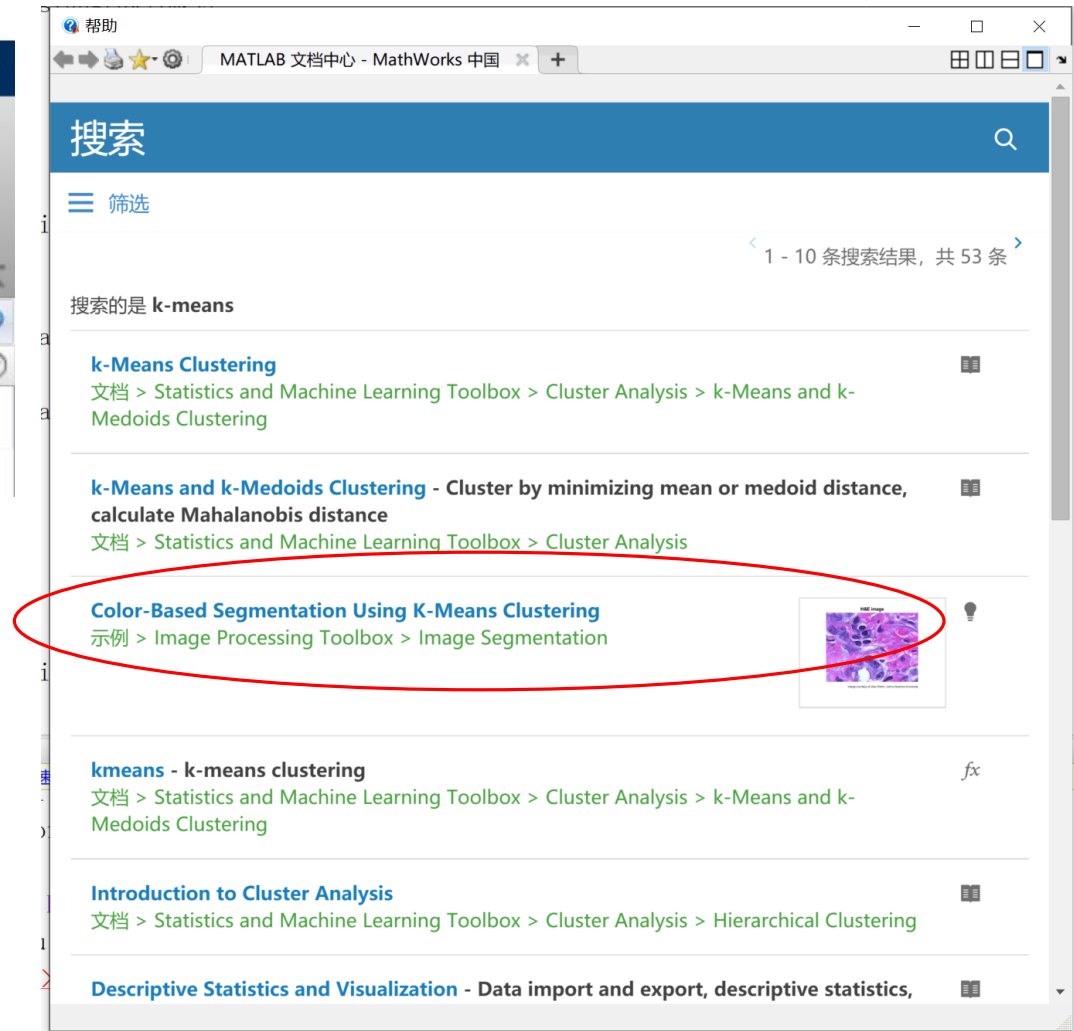 帮助
MATLAB 文档中心 - MathWorks 中国
搜索
筛选
1 - 10 条搜索结果，共 53 条
搜索的是 k-means
k-Means Clustering
文档 > Statistics and Machine Learning Toolbox > Cluster Analysis > k-Means and k-
Medoids Clustering
k-Means and k-Medoids Clustering - Cluster by minimizing mean or medoid distance,
calculate Mahalanobis distance
文档 > Statistics and Machine Learning Toolbox > Cluster Analysis
Color-Based Segmentation Using K-Means Clustering
示例 > Image Processing Toolbox > Image Segmentation
H&E image
kmeans - k-means clustering
fx
文档 > Statistics and Machine Learning Toolbox > Cluster Analysis > k-Means and k-
Medoids Clustering
Introduction to Cluster Analysis
文档 > Statistics and Machine Learning Toolbox > Cluster Analysis > Hierarchical Clustering
Descriptive Statistics and Visualization - Data import and export, descriptive statistics,